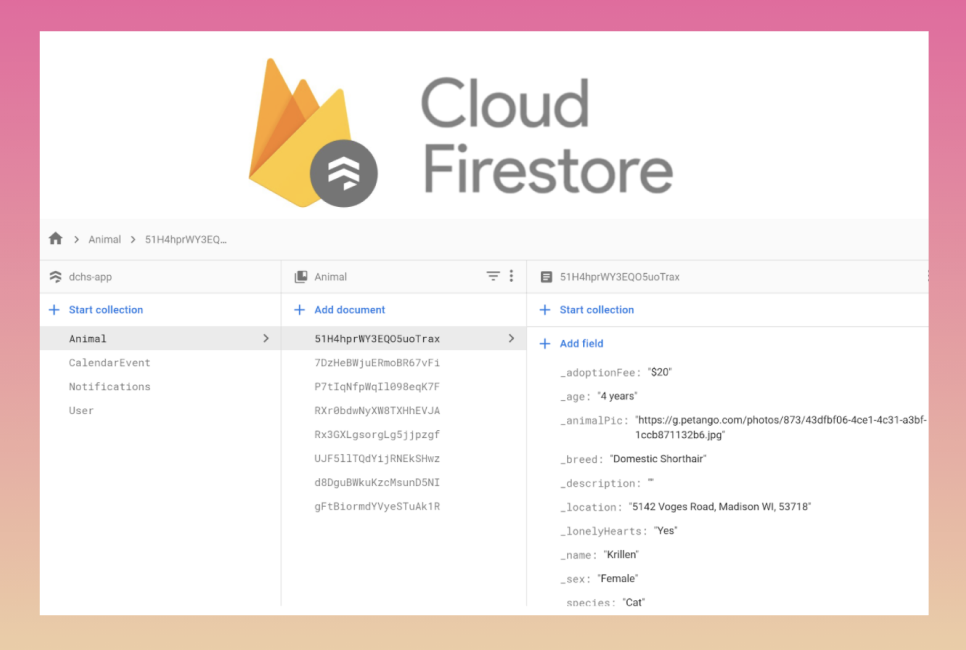 Cloud
Firestore
Animal
51H4hprWY3EQ…
dchs-app
Start collection
Animal
CalendarEvent
Notifications
User
Animal
Add document
51H4hprWY3EQO5uoTrax
7DzHeBWjuERmoBR67vFi
P7tIqNfpWqIl098eqK7F
RXr0bdwNyXW8TXHhEVJA
Rx3GXLgsorgLg5jjpzgf
UJF5llTQdYijRNEkSHwz
d8DguBWkuKzcMsunD5NI
gFtBiormdYVyeSTuAk1R
51H4hprWY3EQO5uoTrax
Start collection
Add field
_adoptionFee: "$20"
_age: "4 years"
_animalPic: "https://g.petango.com/photos/873/43dfbf06-4ce1-4c31-a3bf-
1ccb871132b6.jpg"
_breed: "Domestic Shorthair"
_description: ""
_location: "5142 Voges Road, Madison WI, 53718"
_lonelyHearts: "Yes"
_name: "Krillen"
_sex: "Female"
_species: "Cat"